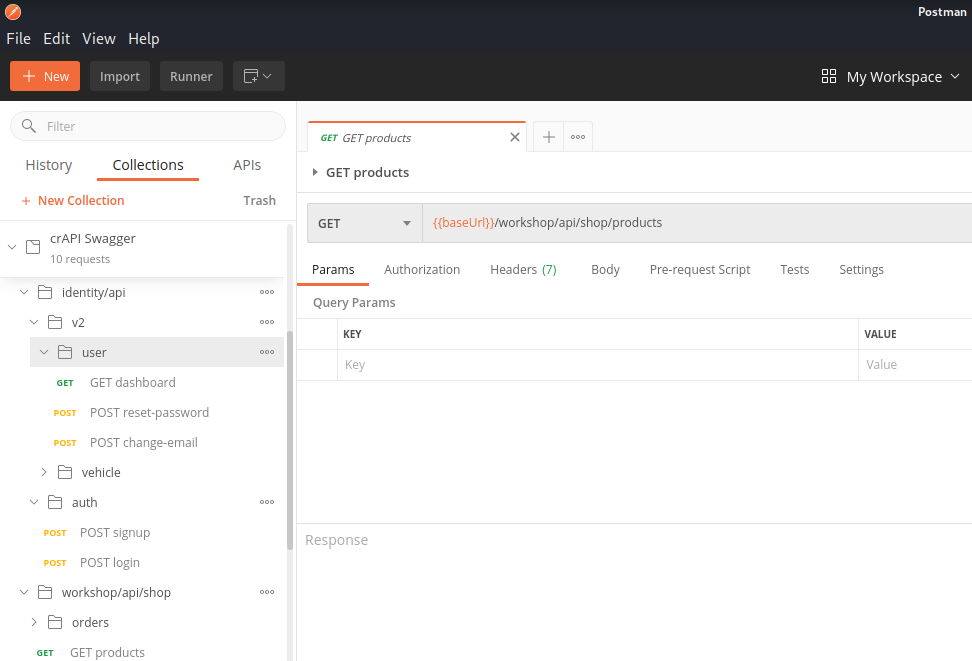 Postman
File Edit View Help
New Import Runner My Workspace
Filter
History Collections APIs
+ New Collection Trash
crAPI Swagger
10 requests
identity/api
v2
user
GET GET dashboard
POST POST reset-password
POST POST change-email
vehicle
auth
POST POST signup
POST POST login
workshop/api/shop
orders
GET GET products
GET GET products
GET products
GET {{baseUrl}}/workshop/api/shop/products
Params Authorization Headers (7) Body Pre-request Script Tests Settings
Query Params
KEY VALUE
Key Value
Response